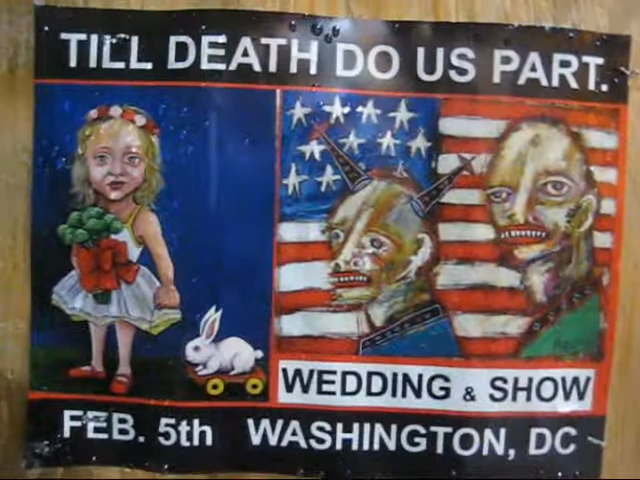 TILL DEATH DO US PART.
WEDDING & SHOW
FEB. 5th WASHINGTON, DC